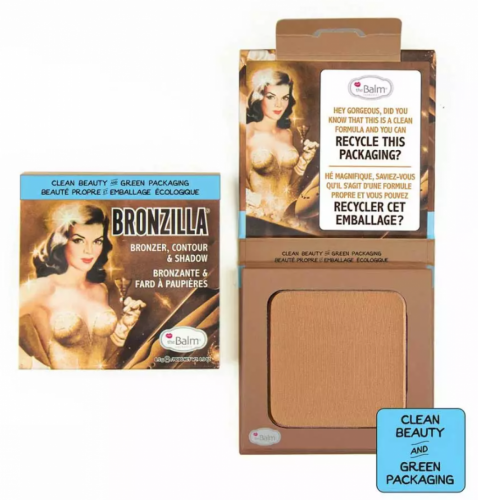 CLEAN BEAUTY AND GREEN PACKAGING
BEAUTÉ PROPRE ET EMBALLAGE ÉCOLOGIQUE
BRONZILLA
BRONZER, CONTOUR
& SHADOW
BRONZANTE &
FARD À PAUPIÈRES
theBalm
theBalm
HEY GORGEOUS, DID YOU
KNOW THAT THIS IS A CLEAN
FORMULA AND YOU CAN
RECYCLE THIS
PACKAGING?
HÉ MAGNIFIQUE, SAVIEZ-VOUS
QU'IL S'AGIT D'UNE FORMULE
PROPRE ET VOUS POUVEZ
RECYCLER CET
EMBALLAGE?
CLEAN BEAUTY AND GREEN PACKAGING
BEAUTÉ PROPRE ET EMBALLAGE ÉCOLOGIQUE
theBalm
CLEAN
BEAUTY
AND
GREEN
PACKAGING